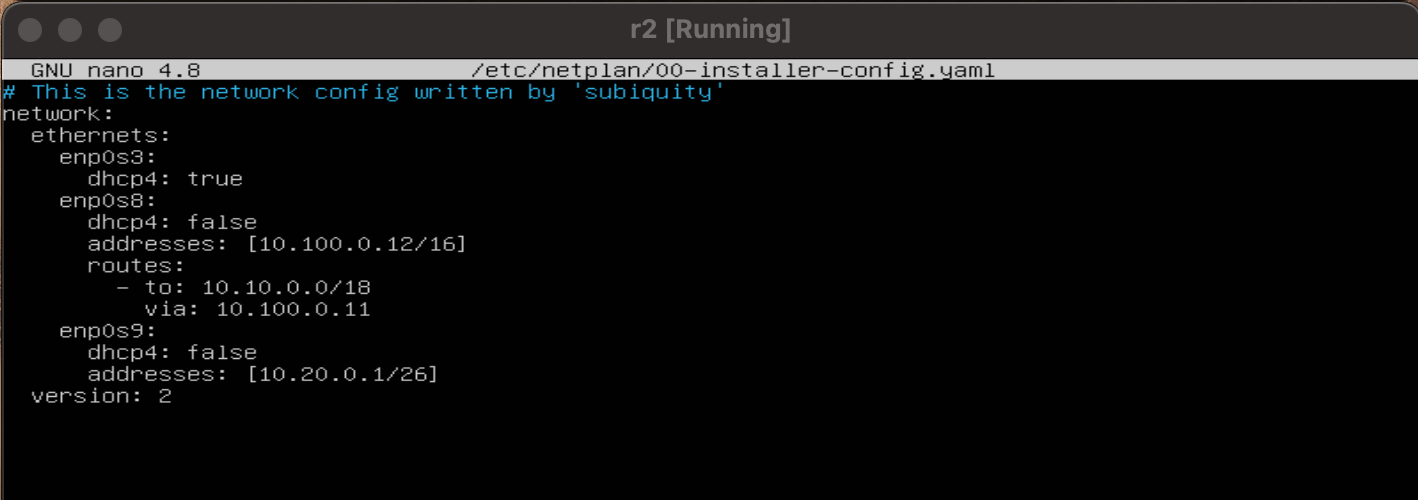 r2 [Running]
GNU nano 4.8 /etc/netplan/00-installer-config.yaml
# This is the network config written by 'subiquity'
network:
  ethernets:
    enp0s3:
      dhcp4: true
    enp0s8:
      dhcp4: false
      addresses: [10.100.0.12/16]
      routes:
        - to: 10.10.0.0/18
          via: 10.100.0.11
    enp0s9:
      dhcp4: false
      addresses: [10.20.0.1/26]
  version: 2